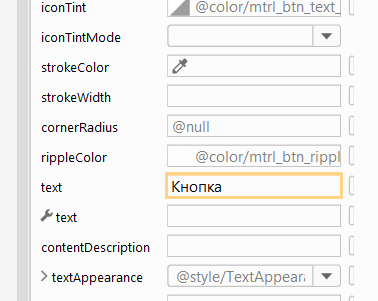 iconTint @color/mtrl_btn_text_
iconTintMode
strokeColor
strokeWidth
cornerRadius @null
rippleColor @color/mtrl_btn_rippl
text Кнопка
text
contentDescription
textAppearance @style/TextAppeara